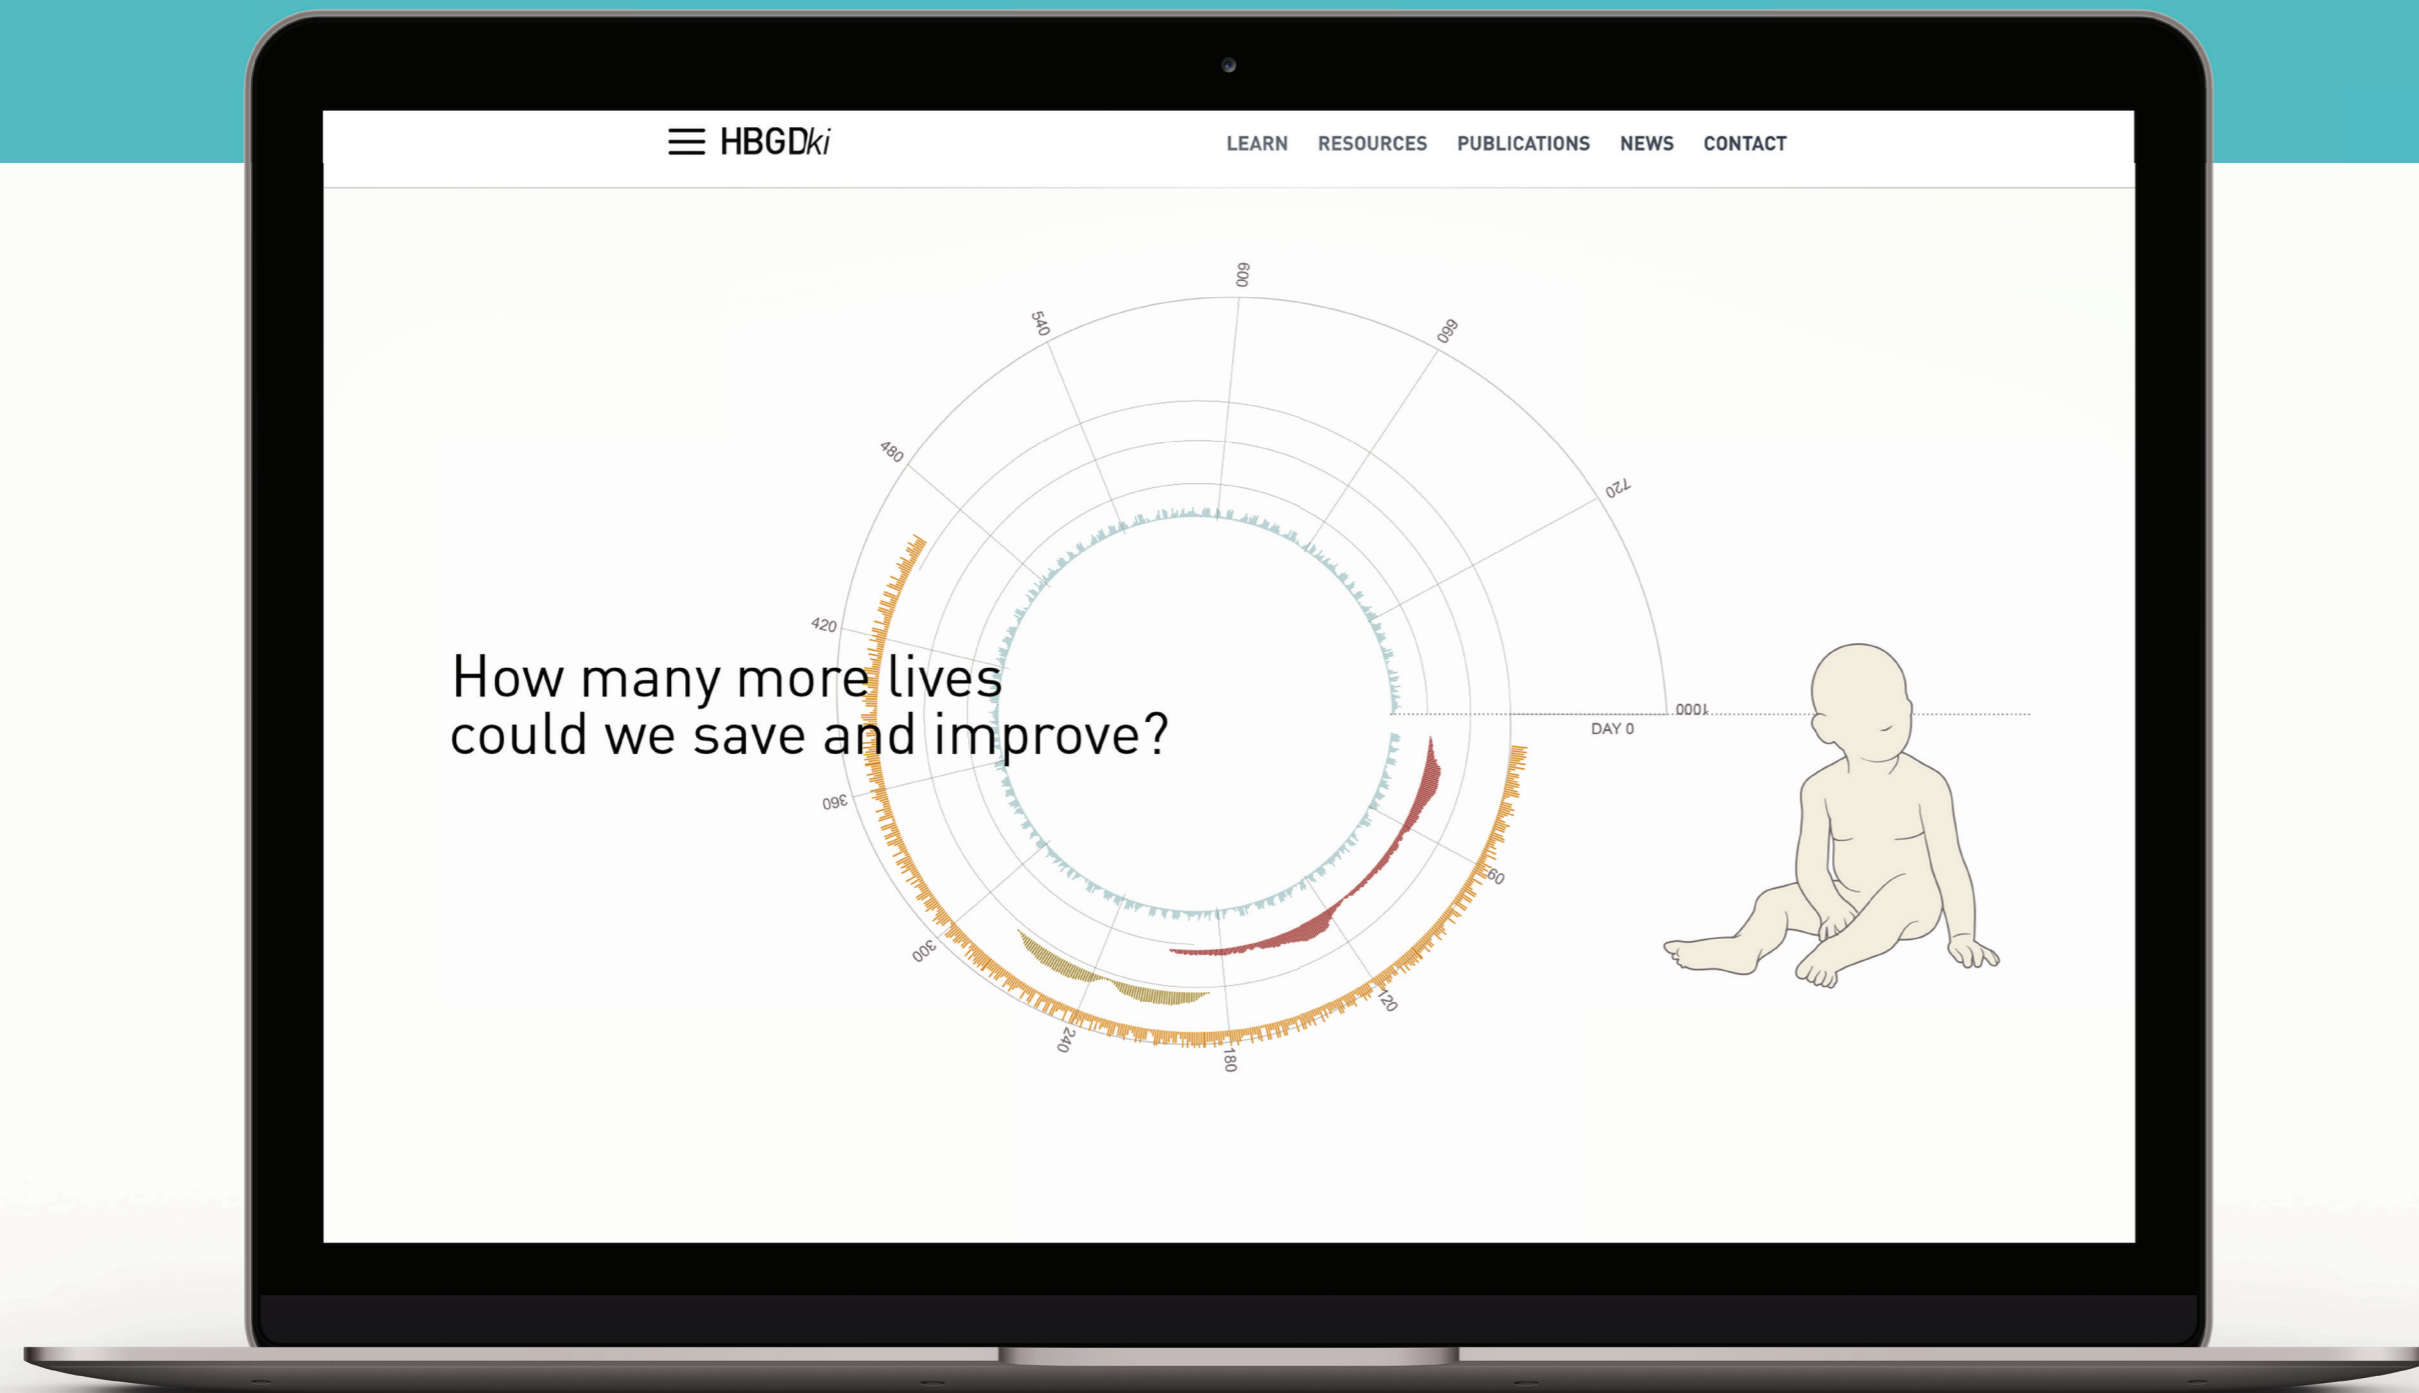 HBGDki
LEARN RESOURCES PUBLICATIONS NEWS CONTACT
600
540
660
480
720
420
How many more lives
could we save and improve?
1000
DAY 0
360
60
300
120
240
180